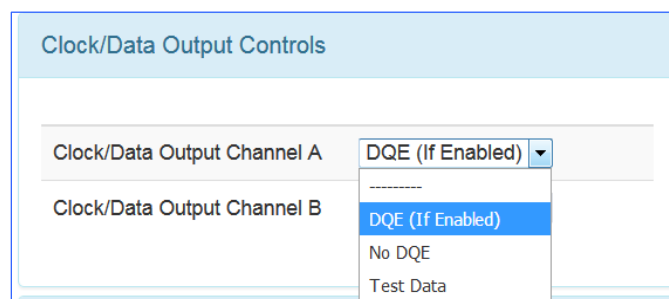 Clock/Data Output Controls
Clock/Data Output Channel A DQE (If Enabled)
---------
Clock/Data Output Channel B
DQE (If Enabled)
No DQE
Test Data